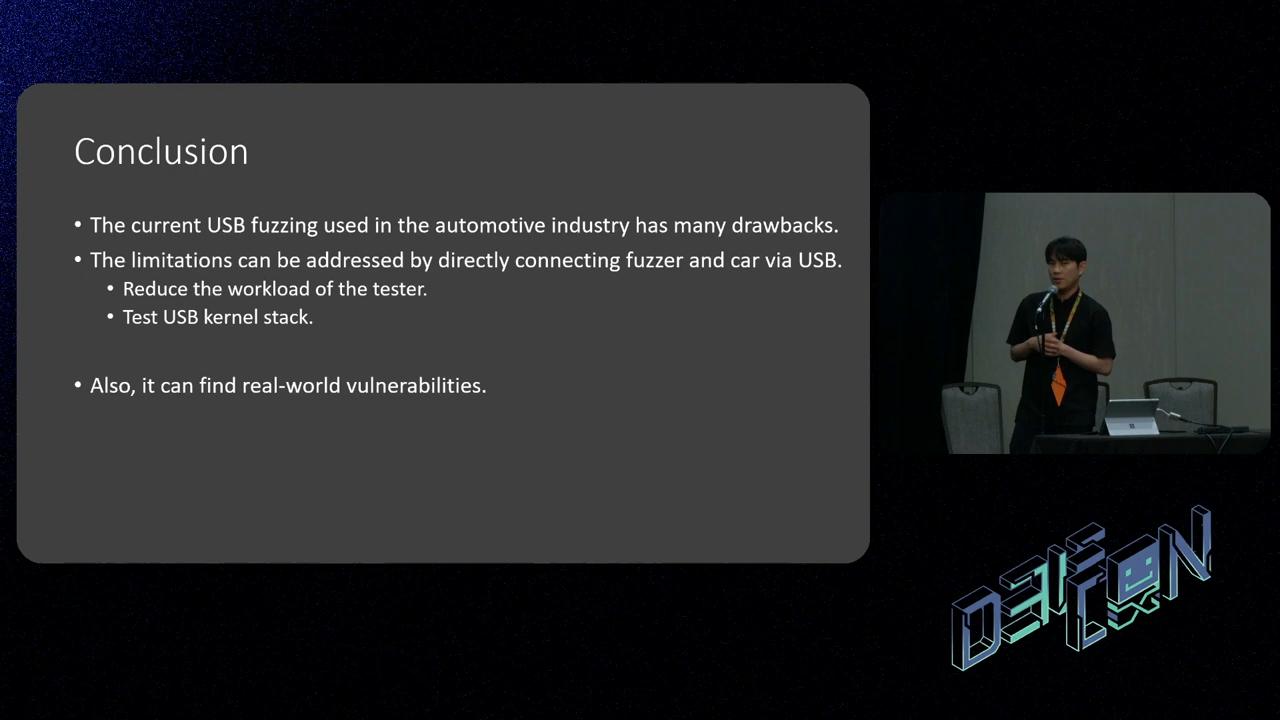 Conclusion
• The current USB fuzzing used in the automotive industry has many drawbacks.
• The limitations can be addressed by directly connecting fuzzer and car via USB.
• Reduce the workload of the tester.
• Test USB kernel stack.
• Also, it can find real-world vulnerabilities.
DEF CON